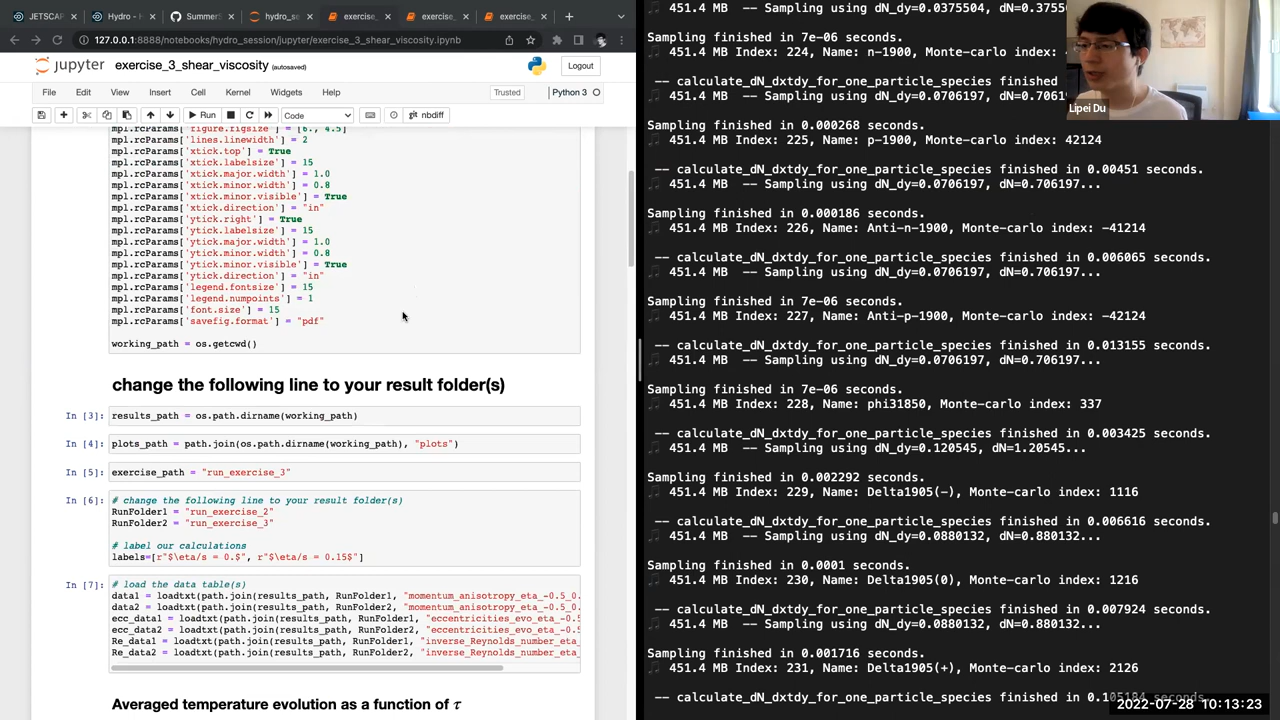 JETSCAP
Hydro - H
SummerS
hydro_se
exercise_3
exercise_
exercise_
127.0.0.1:8888/notebooks/hydro_session/jupyter/exercise_3_shear_viscosity.ipynb
jupyter exercise_3_shear_viscosity (autosaved)
Logout
File Edit View Insert Cell Kernel Widgets Help
Trusted
Python 3
Run
Code
nbdiff
mpl.rcParams['figure.figsize'] = [6., 4.5]
mpl.rcParams['lines.linewidth'] = 2
mpl.rcParams['xtick.top'] = True
mpl.rcParams['xtick.labelsize'] = 15
mpl.rcParams['xtick.major.width'] = 1.0
mpl.rcParams['xtick.minor.width'] = 0.8
mpl.rcParams['xtick.minor.visible'] = True
mpl.rcParams['xtick.direction'] = "in"
mpl.rcParams['ytick.right'] = True
mpl.rcParams['ytick.labelsize'] = 15
mpl.rcParams['ytick.major.width'] = 1.0
mpl.rcParams['ytick.minor.width'] = 0.8
mpl.rcParams['ytick.minor.visible'] = True
mpl.rcParams['ytick.direction'] = "in"
mpl.rcParams['legend.fontsize'] = 15
mpl.rcParams['legend.numpoints'] = 1
mpl.rcParams['font.size'] = 15
mpl.rcParams['savefig.format'] = "pdf"
working_path = os.getcwd()
change the following line to your result folder(s)
In [3]: results_path = os.path.dirname(working_path)
In [4]: plots_path = path.join(os.path.dirname(working_path), "plots")
In [5]: exercise_path = "run_exercise_3"
In [6]: # change the following line to your result folder(s)
RunFolder1 = "run_exercise_2"
RunFolder2 = "run_exercise_3"
# label our calculations
labels=[r"$\eta/s = 0.$", r"$\eta/s = 0.15$"]
In [7]: # load the data table(s)
data1 = loadtxt(path.join(results_path, RunFolder1, "momentum_anisotropy_eta_-0.5_0.
data2 = loadtxt(path.join(results_path, RunFolder2, "momentum_anisotropy_eta_-0.5_0.
ecc_data1 = loadtxt(path.join(results_path, RunFolder1, "eccentricities_evo_eta_-0.5
ecc_data2 = loadtxt(path.join(results_path, RunFolder2, "eccentricities_evo_eta_-0.5
Re_data1 = loadtxt(path.join(results_path, RunFolder1, "inverse_Reynolds_number_eta_
Re_data2 = loadtxt(path.join(results_path, RunFolder2, "inverse_Reynolds_number_eta_
Averaged temperature evolution as a function of τ
451.4 MB -- Sampling using dN_dy=0.0375504, dN=0.3755
Sampling finished in 7e-06 seconds.
451.4 MB Index: 224, Name: n-1900, Monte-carlo index:
-- calculate_dN_dxtdy_for_one_particle_species finished
451.4 MB -- Sampling using dN_dy=0.0706197, dN=0.7061
Sampling finished in 0.000268 seconds.
451.4 MB Index: 225, Name: p-1900, Monte-carlo index: 42124
-- calculate_dN_dxtdy_for_one_particle_species finished in 0.00451 seconds.
451.4 MB -- Sampling using dN_dy=0.0706197, dN=0.706197...
Sampling finished in 0.000186 seconds.
451.4 MB Index: 226, Name: Anti-n-1900, Monte-carlo index: -41214
-- calculate_dN_dxtdy_for_one_particle_species finished in 0.006065 seconds.
451.4 MB -- Sampling using dN_dy=0.0706197, dN=0.706197...
Sampling finished in 7e-06 seconds.
451.4 MB Index: 227, Name: Anti-p-1900, Monte-carlo index: -42124
-- calculate_dN_dxtdy_for_one_particle_species finished in 0.013155 seconds.
451.4 MB -- Sampling using dN_dy=0.0706197, dN=0.706197...
Sampling finished in 7e-06 seconds.
451.4 MB Index: 228, Name: phi31850, Monte-carlo index: 337
-- calculate_dN_dxtdy_for_one_particle_species finished in 0.003425 seconds.
451.4 MB -- Sampling using dN_dy=0.120545, dN=1.20545...
Sampling finished in 0.002292 seconds.
451.4 MB Index: 229, Name: Delta1905(-), Monte-carlo index: 1116
-- calculate_dN_dxtdy_for_one_particle_species finished in 0.006616 seconds.
451.4 MB -- Sampling using dN_dy=0.0880132, dN=0.880132...
Sampling finished in 0.0001 seconds.
451.4 MB Index: 230, Name: Delta1905(0), Monte-carlo index: 1216
-- calculate_dN_dxtdy_for_one_particle_species finished in 0.007924 seconds.
451.4 MB -- Sampling using dN_dy=0.0880132, dN=0.880132...
Sampling finished in 0.001716 seconds.
451.4 MB Index: 231, Name: Delta1905(+), Monte-carlo index: 2126
-- calculate_dN_dxtdy_for_one_particle_species finished in 0.105184 seconds
Lipei Du
2022-07-28 10:13:23